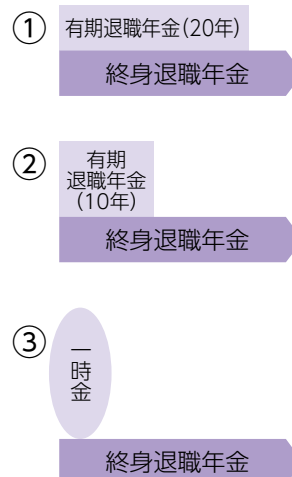 ①
有期退職年金(20年)
終身退職年金
②
有期
退職年金
(10年)
終身退職年金
③
一時金
終身退職年金